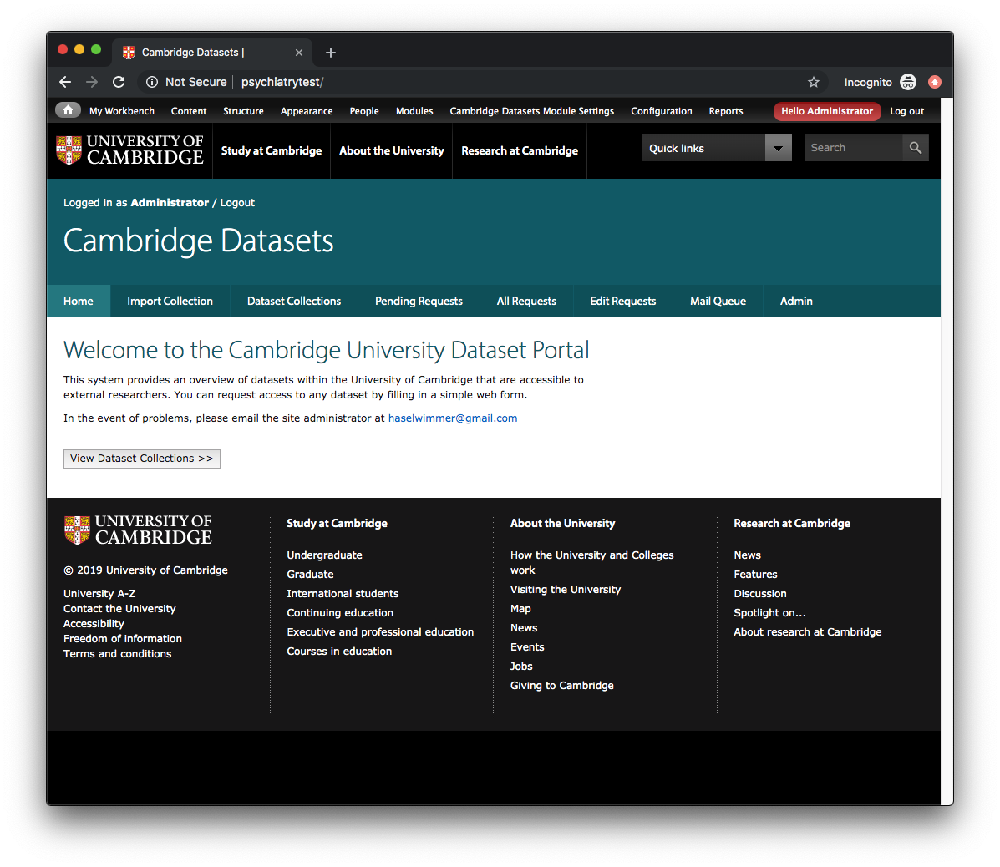 Cambridge Datasets |
Not Secure | psychiatrytest/
Incognito
My Workbench Content Structure Appearance People Modules Cambridge Datasets Module Settings Configuration Reports Hello Administrator Log out
UNIVERSITY OF
CAMBRIDGE
Study at Cambridge About the University Research at Cambridge
Quick links
Search
Logged in as Administrator / Logout
Cambridge Datasets
Home Import Collection Dataset Collections Pending Requests All Requests Edit Requests Mail Queue Admin
Welcome to the Cambridge University Dataset Portal
This system provides an overview of datasets within the University of Cambridge that are accessible to
external researchers. You can request access to any dataset by filling in a simple web form.
In the event of problems, please email the site administrator at haselwimmer@gmail.com
View Dataset Collections >>
UNIVERSITY OF
CAMBRIDGE
© 2019 University of Cambridge
University A-Z
Contact the University
Accessibility
Freedom of information
Terms and conditions
Study at Cambridge
Undergraduate
Graduate
International students
Continuing education
Executive and professional education
Courses in education
About the University
How the University and Colleges
work
Visiting the University
Map
News
Events
Jobs
Giving to Cambridge
Research at Cambridge
News
Features
Discussion
Spotlight on...
About research at Cambridge